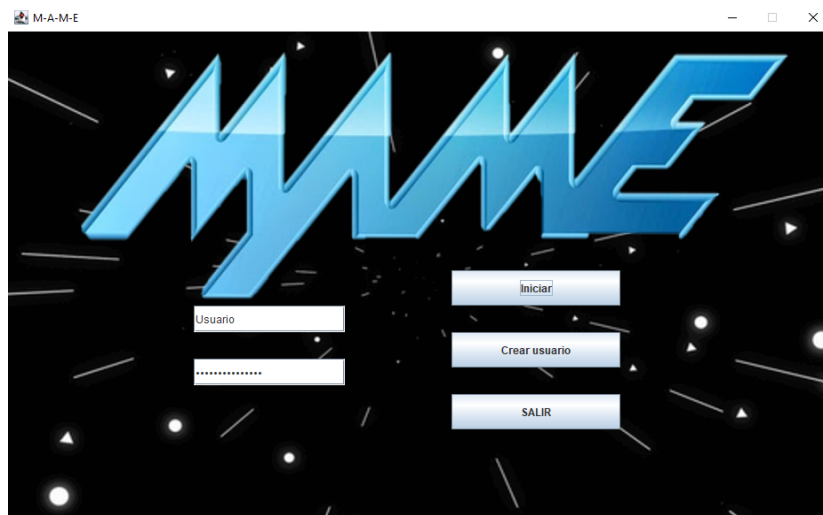 M-A-M-E
MAME
Usuario
•••••••••••••••
Iniciar
Crear usuario
SALIR